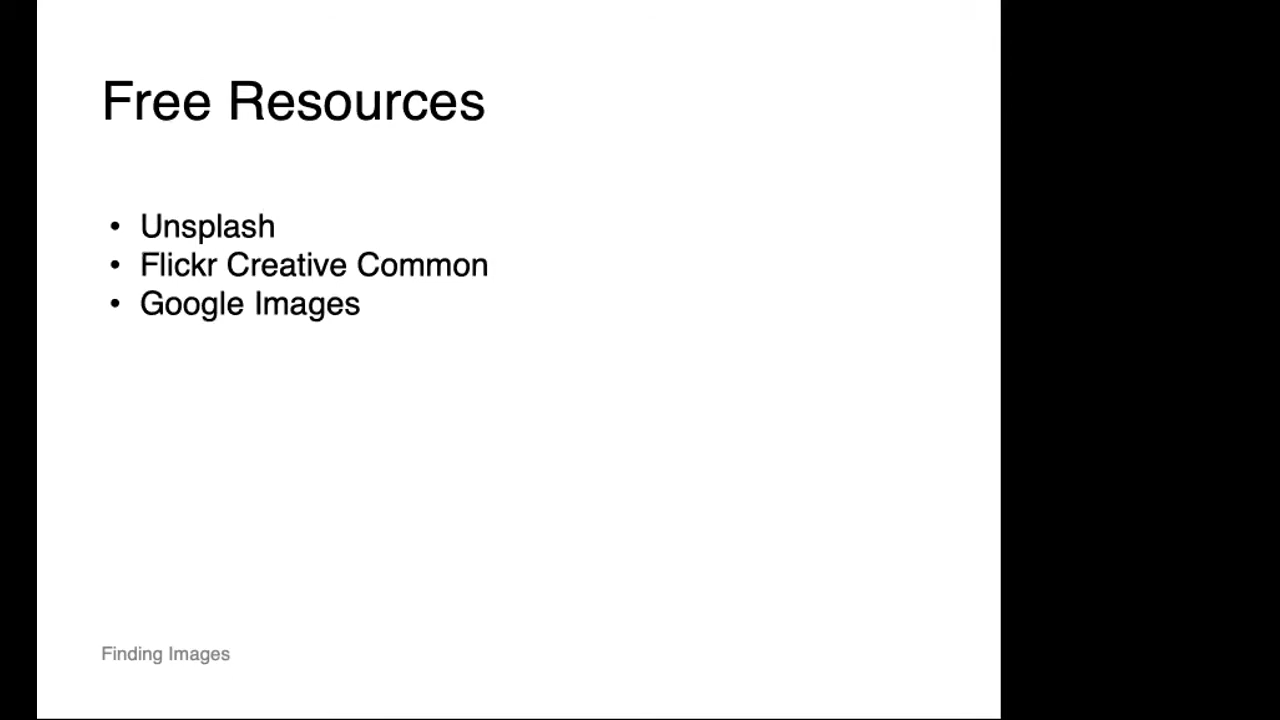 Free Resources
• Unsplash
• Flickr Creative Common
• Google Images
Finding Images